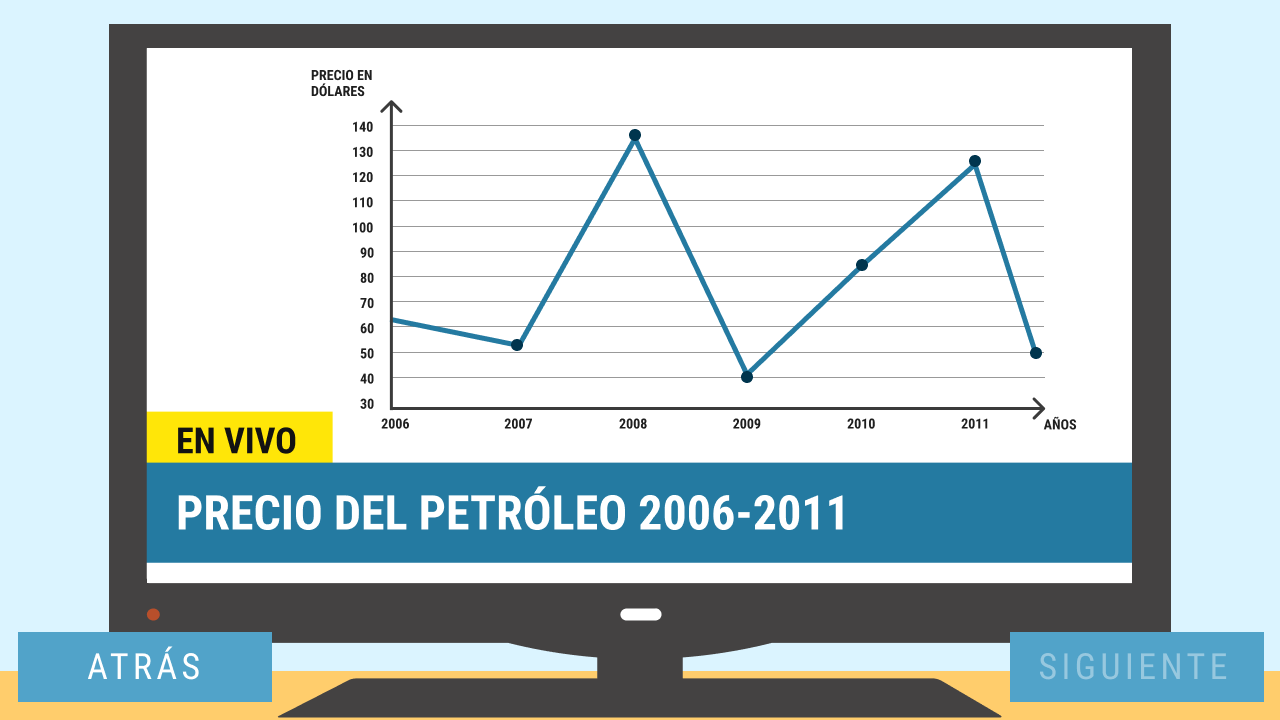 PRECIO EN
DÓLARES
140
130
120
110
100
90
80
70
60
50
40
30
2006 2007 2008 2009 2010 2011 AÑOS
EN VIVO
PRECIO DEL PETRÓLEO 2006-2011
ATRÁS
SIGUIENTE